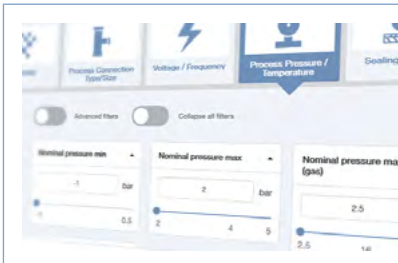 Process Connection
Type/Size
Voltage / Frequency
Process Pressure /
Temperature
Sealing
Advanced filters
Collapse all filters
Nominal pressure min
-1
bar
-1
0.5
Nominal pressure max
2
bar
2
4
5
Nominal pressure ma
(gas)
2.5
2.5
16